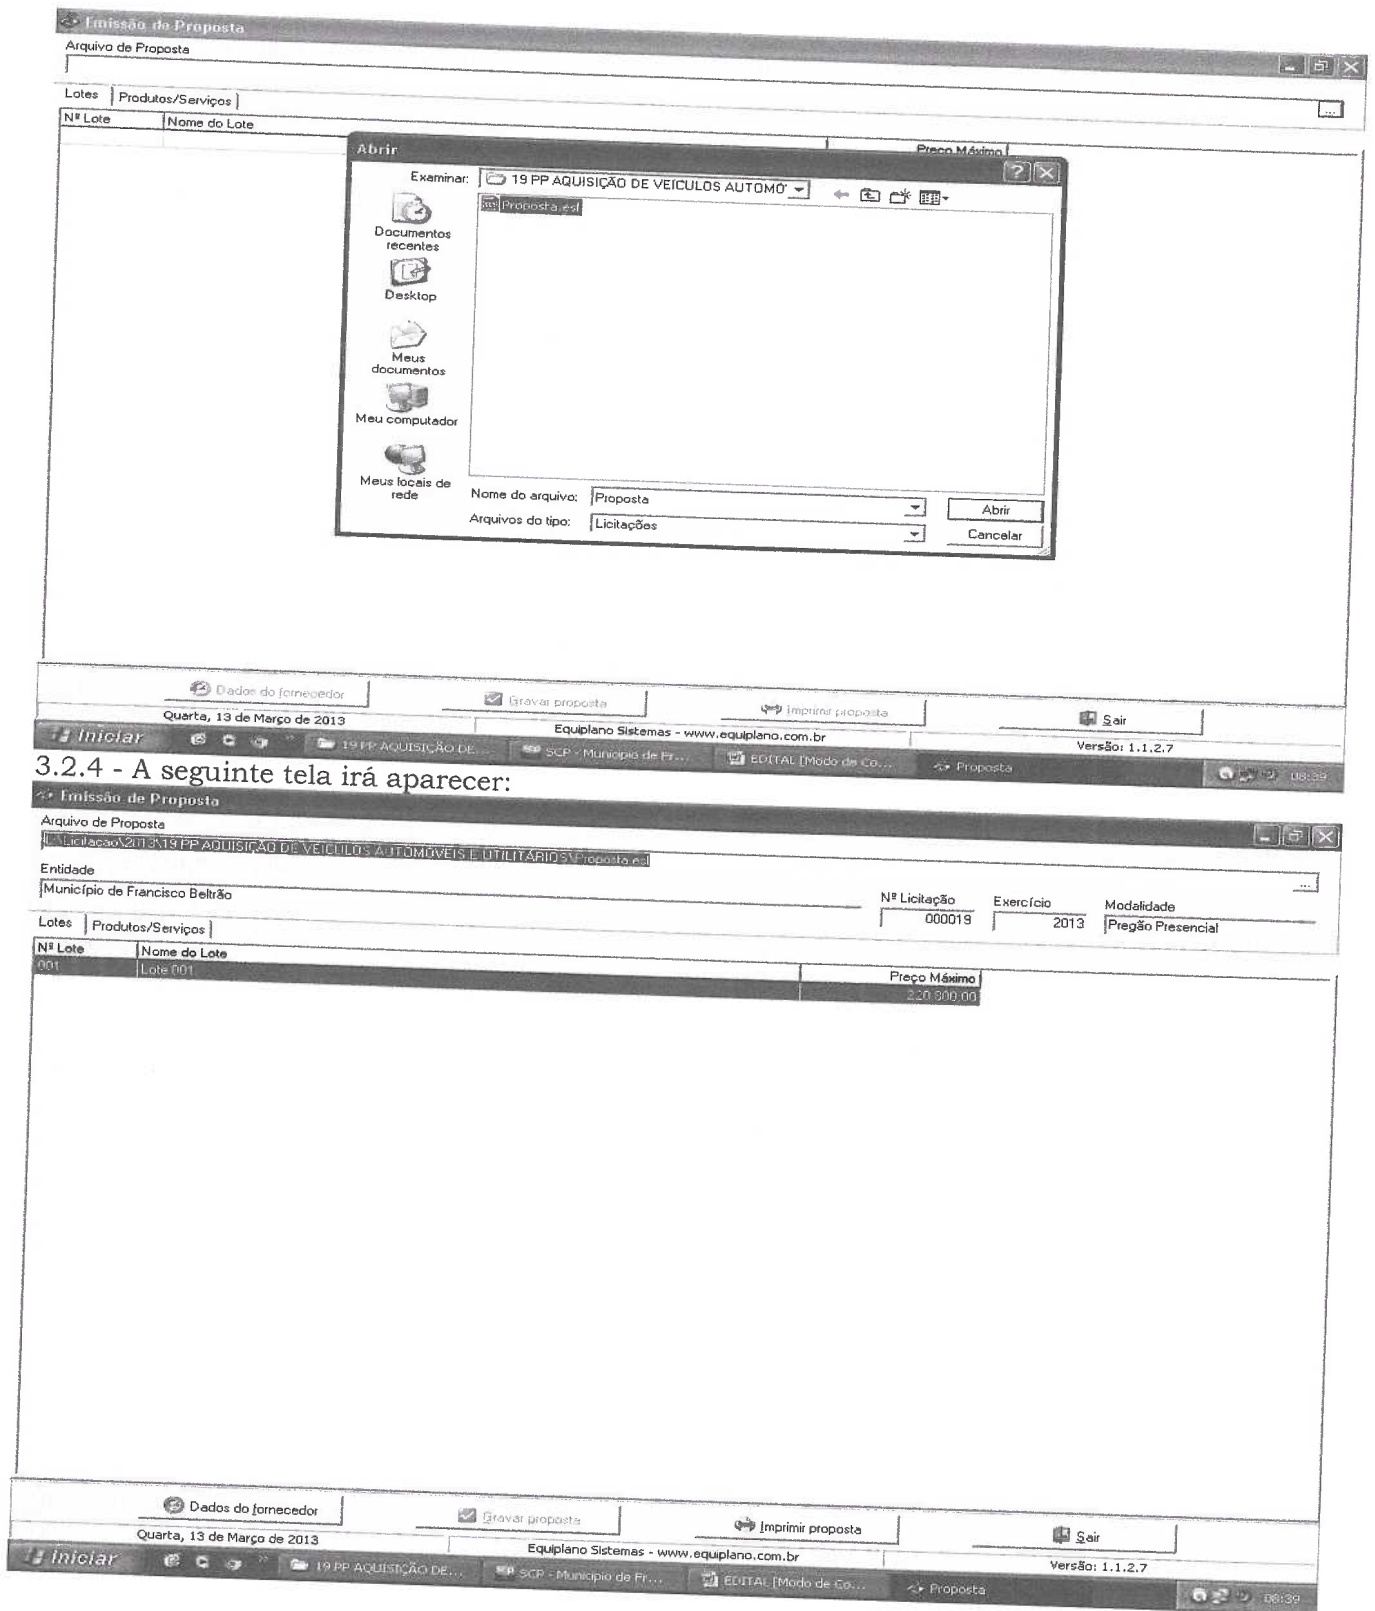 Emissão de Proposta
Arquivo de Proposta
...
Lotes Produtos/Serviços
Nº Lote Nome do Lote Preço Máximo
Abrir
Examinar: 19 PP AQUISIÇÃO DE VEÍCULOS AUTOMÓ
Proposta.esl
Documentos
recentes
Desktop
Meus
documentos
Meu computador
Meus locais de
rede
Nome do arquivo: Proposta Abrir
Arquivos do tipo: Licitações Cancelar
Dados do fornecedor Gravar proposta Imprimir proposta Sair
Quarta, 13 de Março de 2013 Equiplano Sistemas - www.equiplano.com.br Versão: 1.1.2.7
Iniciar 19 PP AQUISIÇÃO DE... SCP - Município de Fr... EDITAL [Modo de Co... Proposta 08:39
3.2.4 - A seguinte tela irá aparecer:
Emissão de Proposta
Arquivo de Proposta
\Licitacao\2013\19 PP AQUISIÇÃO DE VEÍCULOS AUTOMÓVEIS E UTILITÁRIOS\Proposta.esl
...
Entidade Nº Licitação Exercício Modalidade
Município de Francisco Beltrão 000019 2013 Pregão Presencial
Lotes Produtos/Serviços
Nº Lote Nome do Lote Preço Máximo
001 Lote 001 220.800,00
Dados do fornecedor Gravar proposta Imprimir proposta Sair
Quarta, 13 de Março de 2013 Equiplano Sistemas - www.equiplano.com.br Versão: 1.1.2.7
Iniciar 19 PP AQUISIÇÃO DE... SCP - Município de Fr... EDITAL [Modo de Co... Proposta 08:39